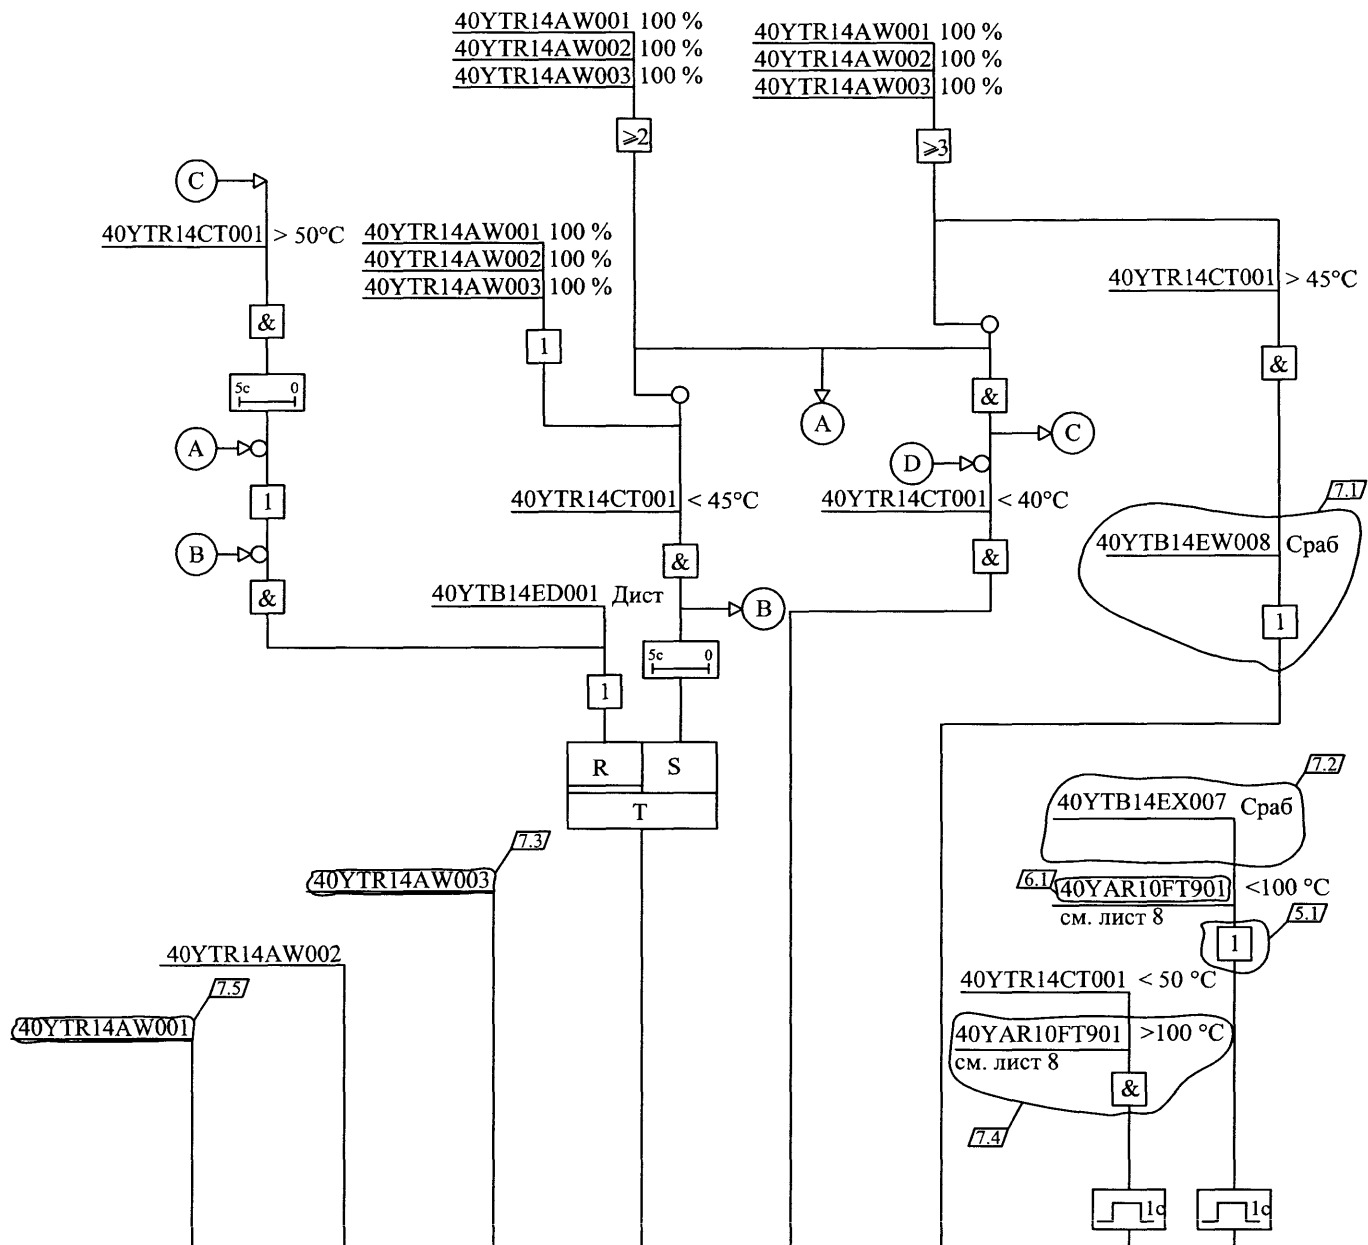 40YTR14AW001 100 %
40YTR14AW002 100 %
40YTR14AW003 100 %
⩾2
40YTR14AW001 100 %
40YTR14AW002 100 %
40YTR14AW003 100 %
⩾3
C
40YTR14CT001 > 50°C
&
5c 0
A
1
B
&
40YTR14AW001 100 %
40YTR14AW002 100 %
40YTR14AW003 100 %
1
A
40YTR14CT001 < 45°C
&
B
5c 0
40YTB14ED001 Дист
1
R S
T
&
C
D
40YTR14CT001 < 40°C
&
40YTR14CT001 > 45°C
&
7.1
40YTB14EW008 Сраб
1
7.2
40YTB14EX007 Сраб
6.1 40YAR10FT901 <100 °C
см. лист 8
5.1
1
40YTR14CT001 < 50 °C
40YAR10FT901 >100 °C
см. лист 8
&
7.4
1c
1c
7.3
40YTR14AW003
40YTR14AW002
7.5
40YTR14AW001